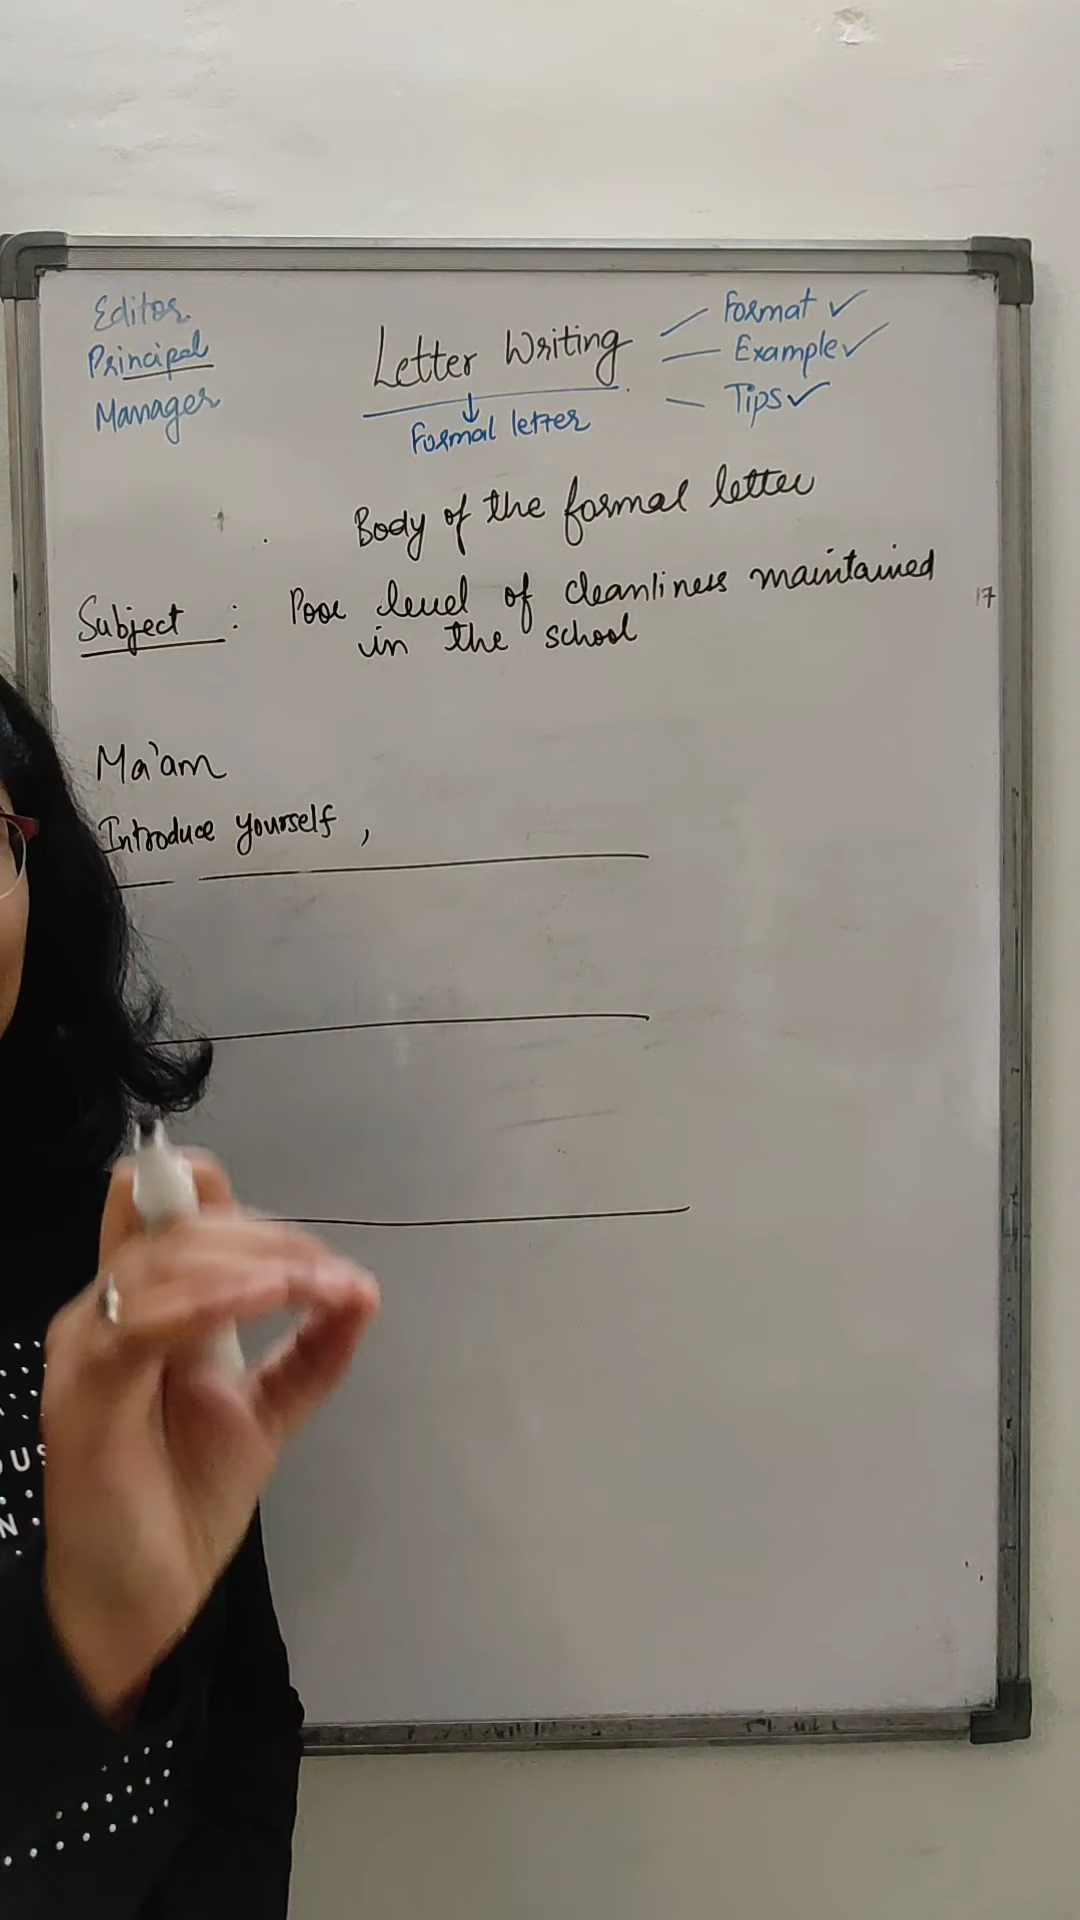 Editor
Principal
Manager
Letter Writing
Formal letter
Format ✓
Example ✓
Tips ✓
Body of the formal letter
Subject : Poor level of cleanliness maintained
in the school
17
Ma'am
Introduce yourself ,